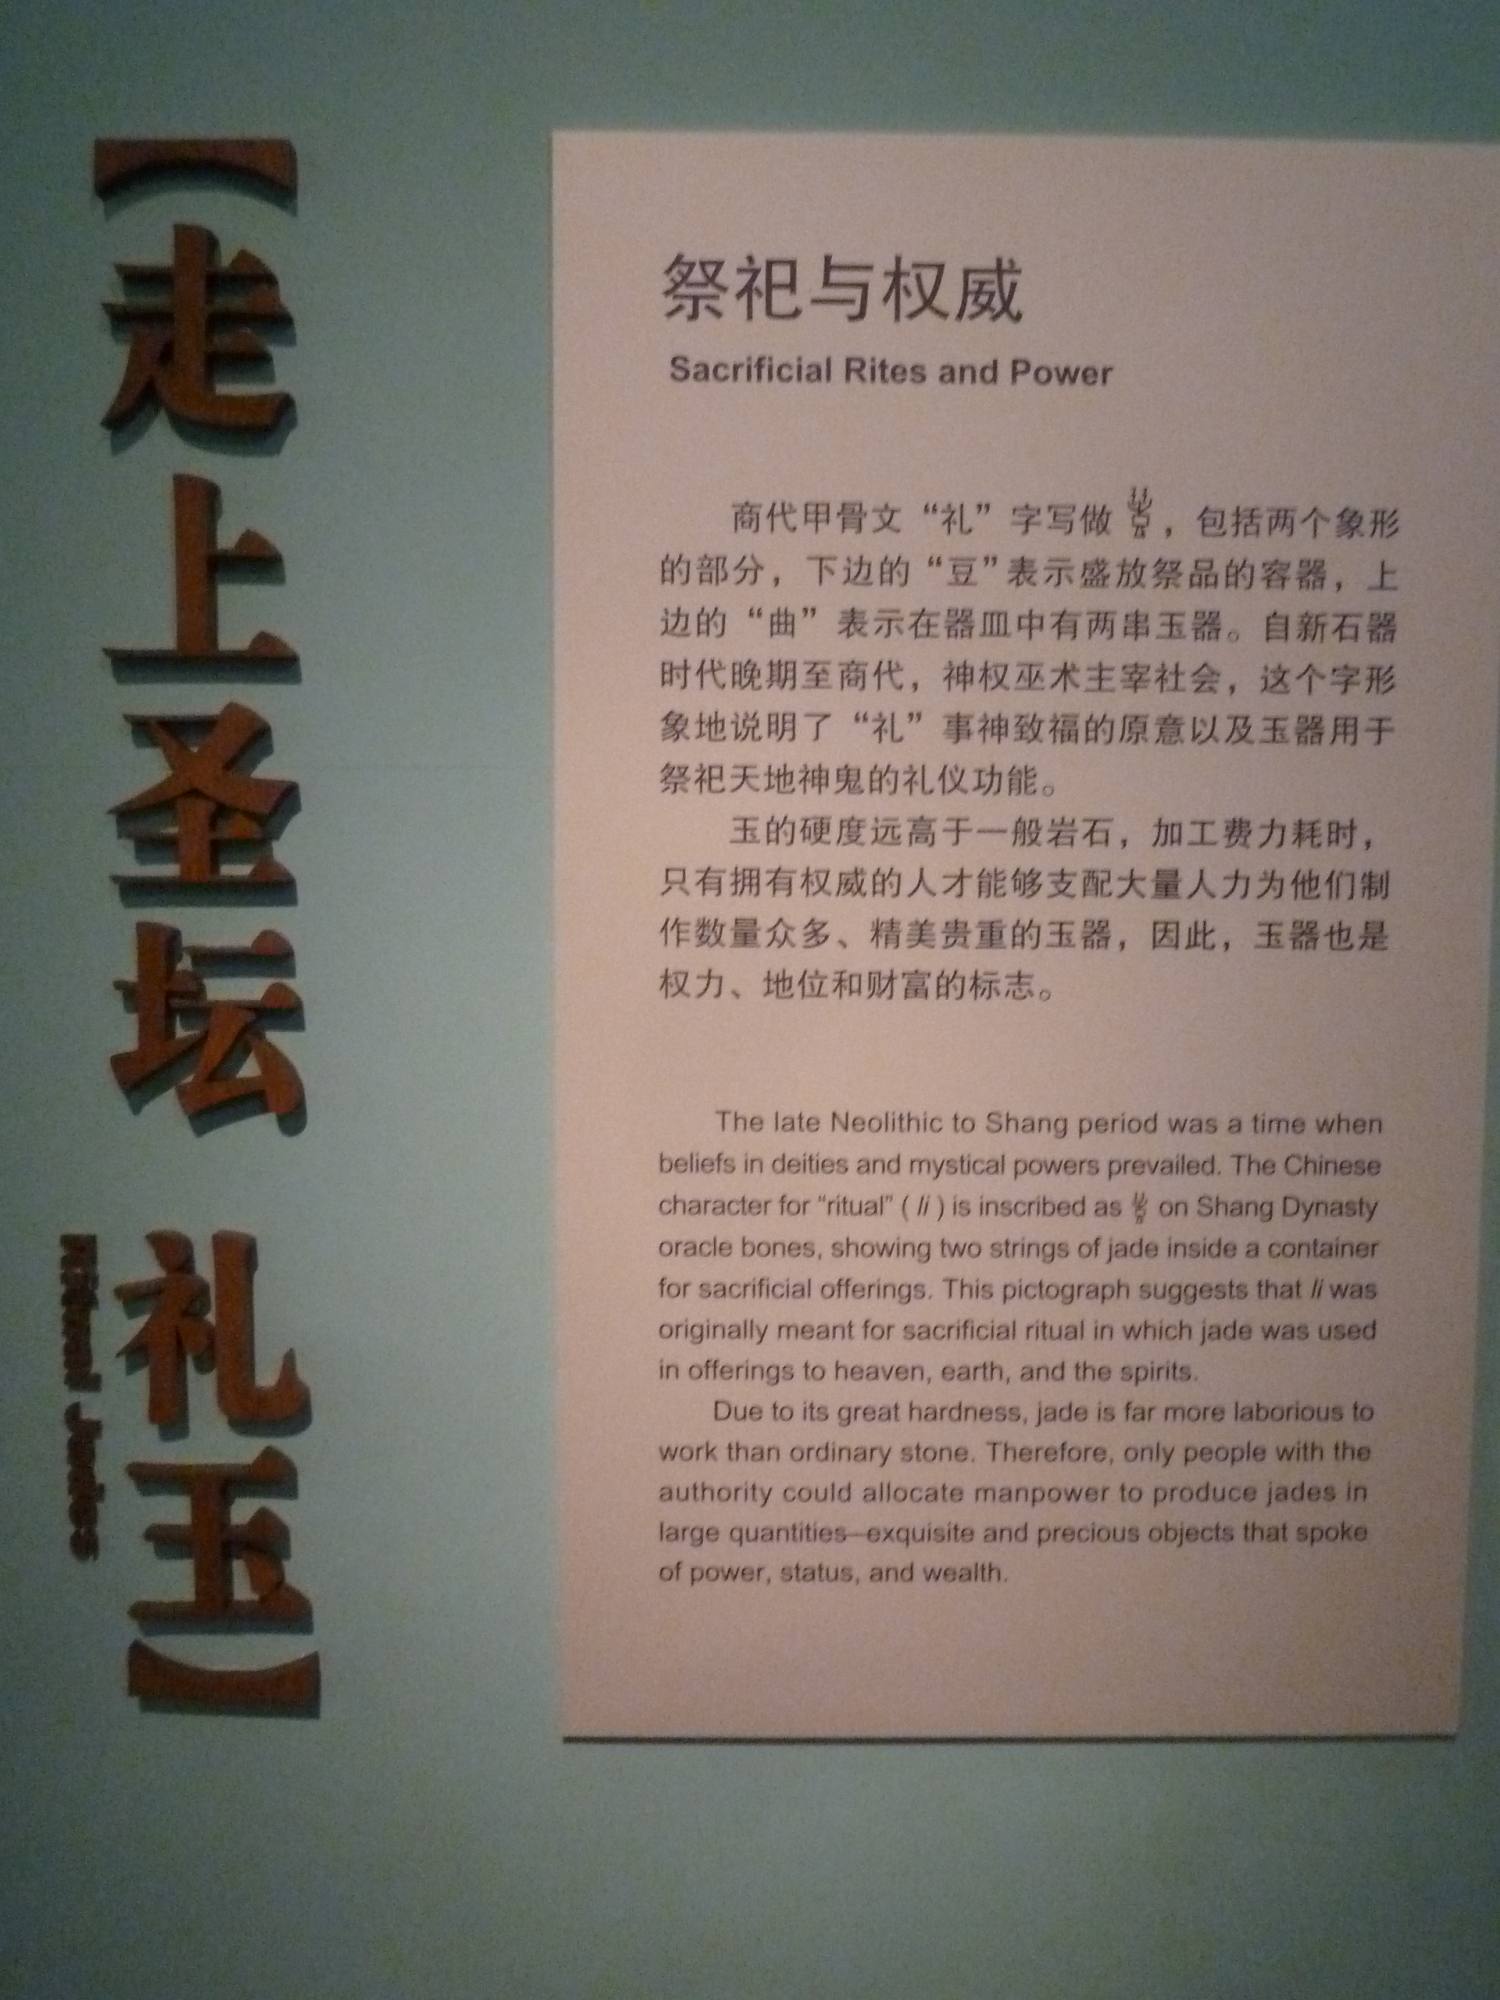 【走上圣坛 礼玉】
Ritual Jades
祭祀与权威
Sacrificial Rites and Power
商代甲骨文“礼”字写做 ，包括两个象形
的部分，下边的“豆”表示盛放祭品的容器，上
边的“曲”表示在器皿中有两串玉器。自新石器
时代晚期至商代，神权巫术主宰社会，这个字形
象地说明了“礼”事神致福的原意以及玉器用于
祭祀天地神鬼的礼仪功能。
玉的硬度远高于一般岩石，加工费力耗时，
只有拥有权威的人才能够支配大量人力为他们制
作数量众多、精美贵重的玉器，因此，玉器也是
权力、地位和财富的标志。
The late Neolithic to Shang period was a time when
beliefs in deities and mystical powers prevailed. The Chinese
character for “ritual” ( li ) is inscribed as on Shang Dynasty
oracle bones, showing two strings of jade inside a container
for sacrificial offerings. This pictograph suggests that li was
originally meant for sacrificial ritual in which jade was used
in offerings to heaven, earth, and the spirits.
Due to its great hardness, jade is far more laborious to
work than ordinary stone. Therefore, only people with the
authority could allocate manpower to produce jades in
large quantities—exquisite and precious objects that spoke
of power, status, and wealth.